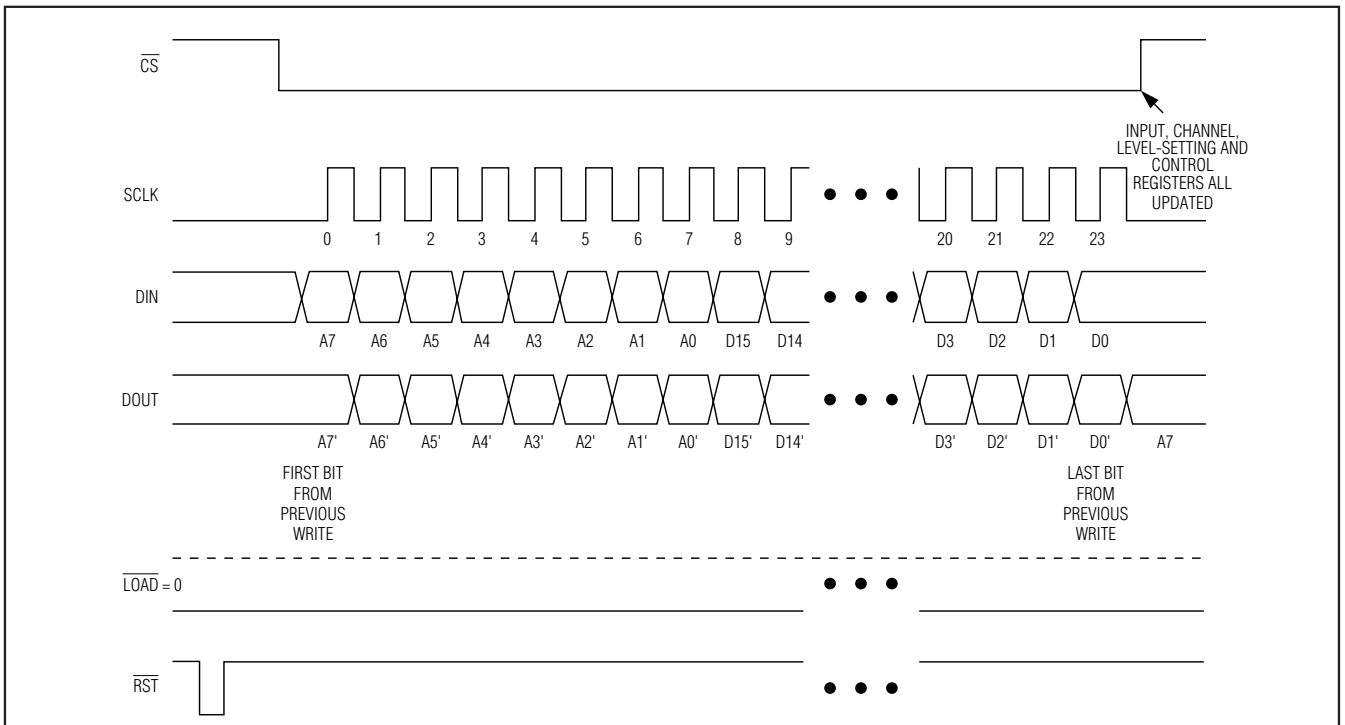 CS
INPUT, CHANNEL,
LEVEL-SETTING AND
CONTROL
REGISTERS ALL
UPDATED
SCLK
0 1 2 3 4 5 6 7 8 9 20 21 22 23
DIN
A7 A6 A5 A4 A3 A2 A1 A0 D15 D14 D3 D2 D1 D0
DOUT
A7' A6' A5' A4' A3' A2' A1' A0' D15' D14' D3' D2' D1' D0' A7
FIRST BIT
FROM
PREVIOUS
WRITE
LAST BIT
FROM
PREVIOUS
WRITE
LOAD = 0
RST